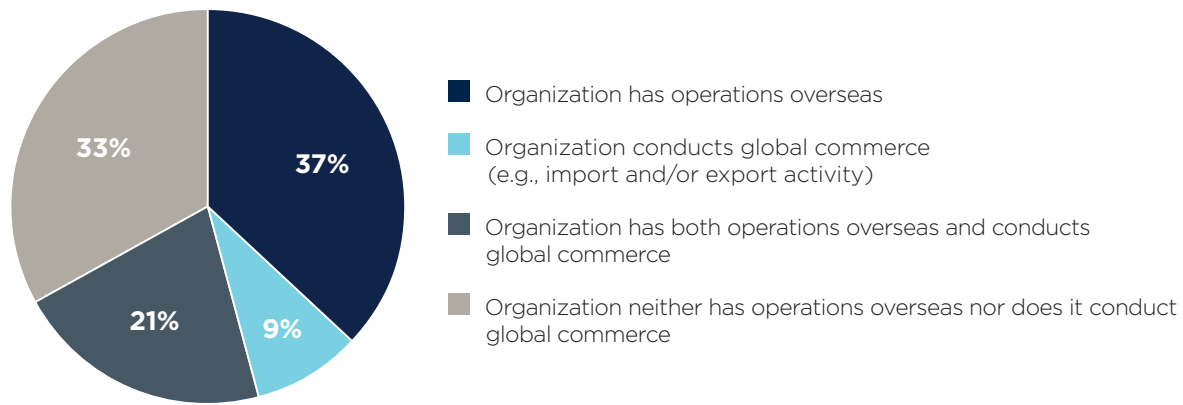 33%
37%
21%
9%
Organization has operations overseas
Organization conducts global commerce
(e.g., import and/or export activity)
Organization has both operations overseas and conducts
global commerce
Organization neither has operations overseas nor does it conduct
global commerce